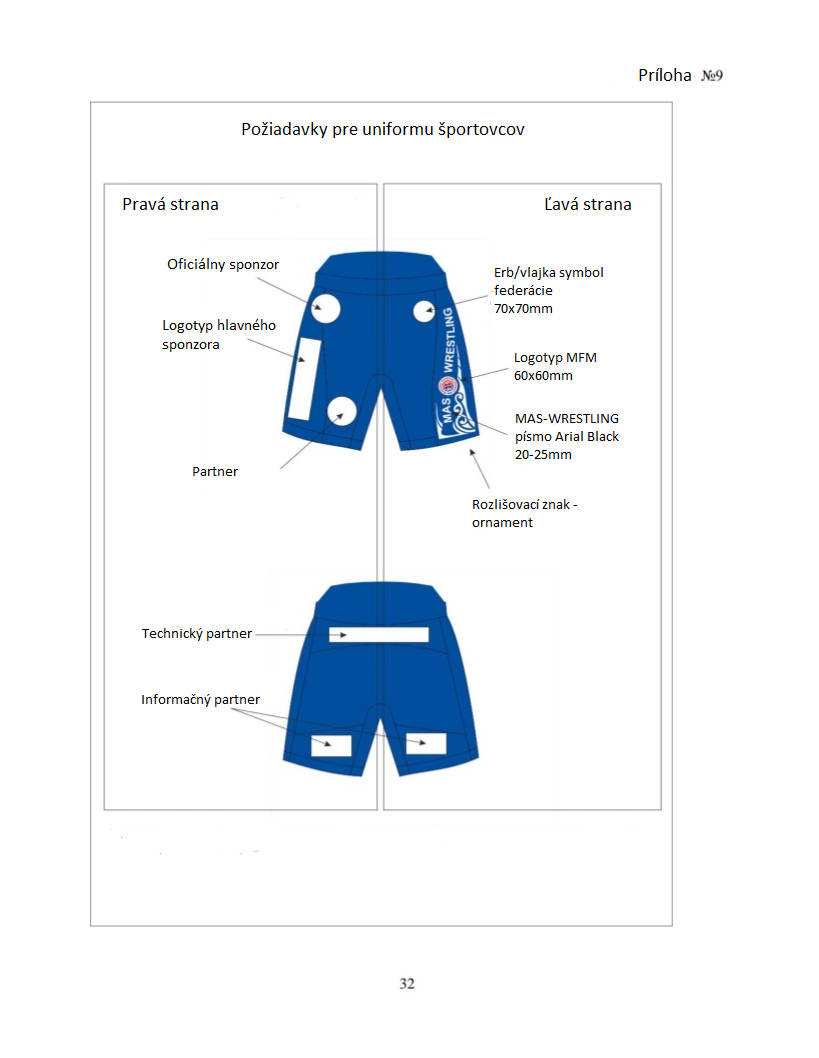 Príloha №9
Požiadavky pre uniformu športovcov
Pravá strana
Ľavá strana
Oficiálny sponzor
Erb/vlajka symbol
federácie
70x70mm
Logotyp hlavného
sponzora
MAS WRESTLING
Logotyp MFM
60x60mm
MAS-WRESTLING
písmo Arial Black
20-25mm
Partner
Rozlišovací znak -
ornament
Technický partner
Informačný partner
32